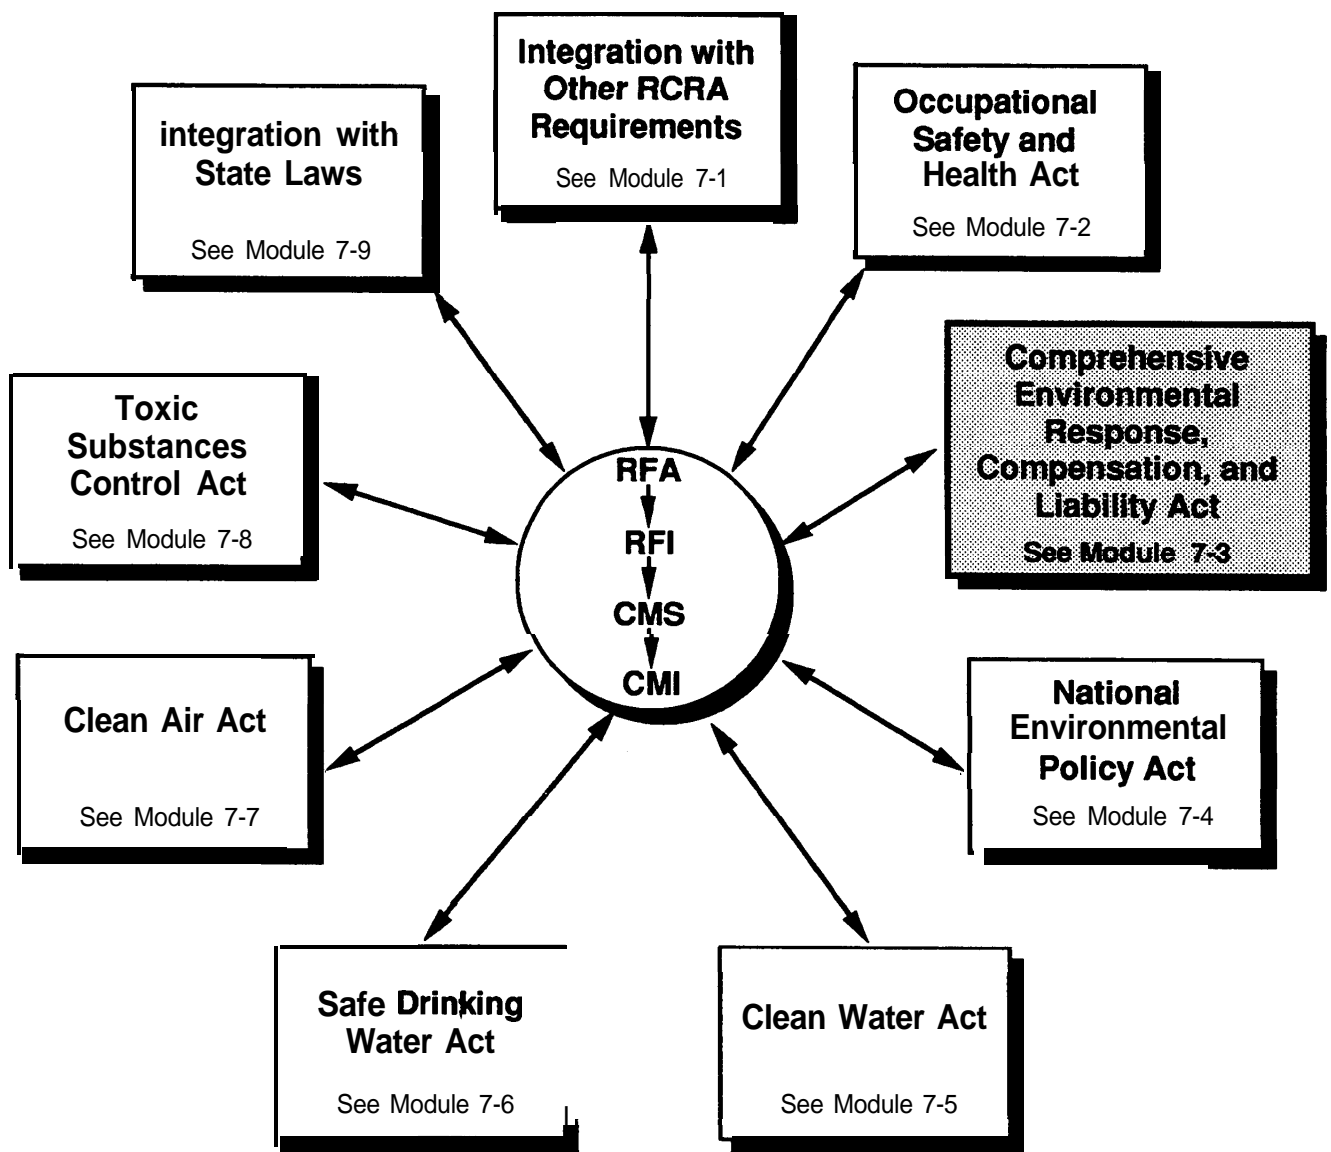 Integration with
Other RCRA
Requirements
See Module 7-1
Occupational
Safety and
Health Act
See Module 7-2
Comprehensive
Environmental
Response,
Compensation, and
Liability Act
See Module 7-3
National
Environmental
Policy Act
See Module 7-4
Clean Water Act
See Module 7-5
Safe Drinking
Water Act
See Module 7-6
Clean Air Act
See Module 7-7
Toxic
Substances
Control Act
See Module 7-8
integration with
State Laws
See Module 7-9
RFA
RFI
CMS
CMI